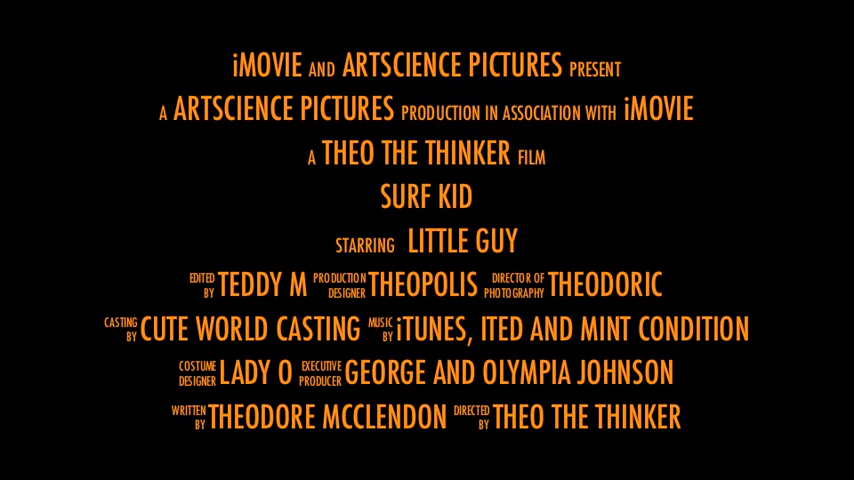 iMOVIE AND ARTSCIENCE PICTURES PRESENT
A ARTSCIENCE PICTURES PRODUCTION IN ASSOCIATION WITH iMOVIE
A THEO THE THINKER FILM
SURF KID
STARRING LITTLE GUY
EDITED BY TEDDY M PRODUCTION DESIGNER THEOPOLIS DIRECTOR OF PHOTOGRAPHY THEODORIC
CASTING BY CUTE WORLD CASTING MUSIC BY iTUNES, ITED AND MINT CONDITION
COSTUME DESIGNER LADY O EXECUTIVE PRODUCER GEORGE AND OLYMPIA JOHNSON
WRITTEN BY THEODORE MCCLENDON DIRECTED BY THEO THE THINKER